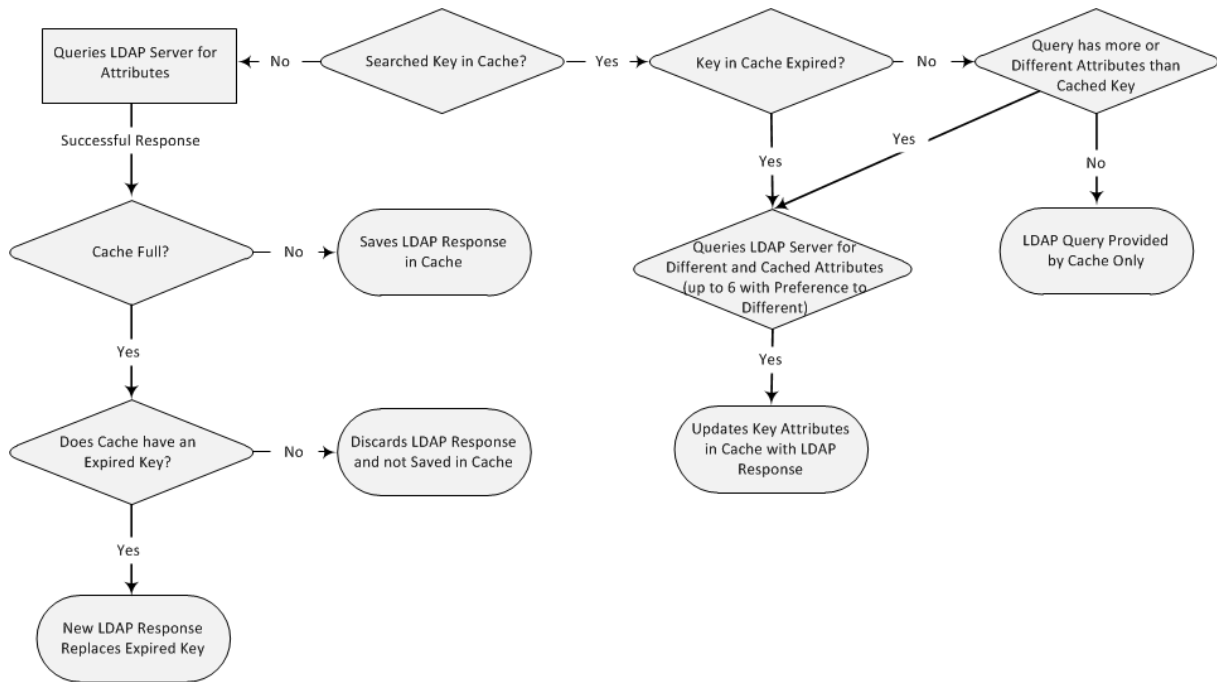 Queries LDAP Server for
Attributes
No
Searched Key in Cache?
Yes
Key in Cache Expired?
No
Query has more or
Different Attributes than
Cached Key
Successful Response
Yes
Yes
No
Cache Full?
No
Saves LDAP Response
in Cache
Queries LDAP Server for
Different and Cached Attributes
(up to 6 with Preference to
Different)
LDAP Query Provided
by Cache Only
Yes
Yes
Does Cache have an
Expired Key?
No
Discards LDAP Response
and not Saved in Cache
Updates Key Attributes
in Cache with LDAP
Response
Yes
New LDAP Response
Replaces Expired Key